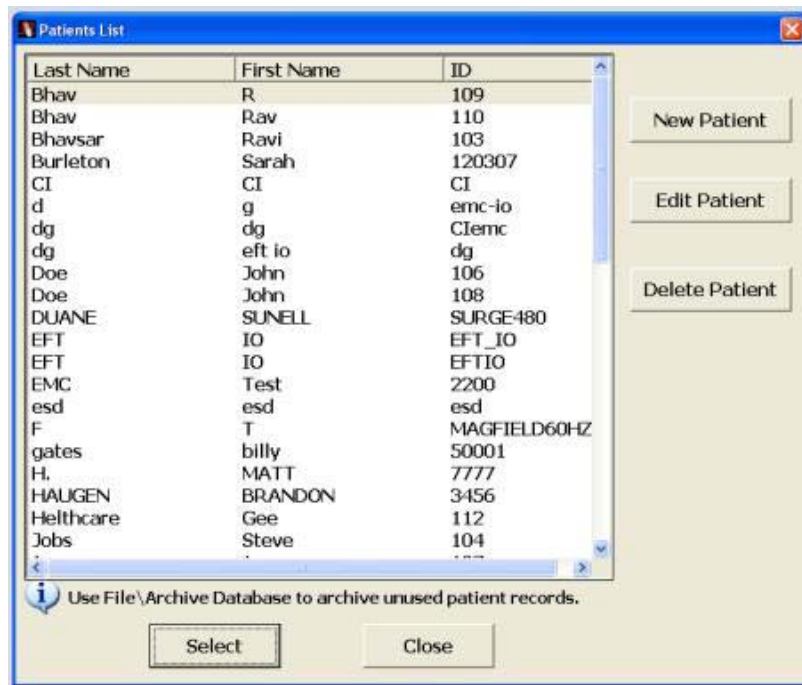 Patients List
Last Name First Name ID
Bhav R 109
Bhav Rav 110
Bhavsar Ravi 103
Burleton Sarah 120307
CI CI CI
d g emc-io
dg dg CIemc
dg eft io dg
Doe John 106
Doe John 108
DUANE SUNELL SURGE480
EFT IO EFT_IO
EFT IO EFTIO
EMC Test 2200
esd esd esd
F T MAGFIELD60HZ
gates billy 50001
H. MATT 7777
HAUGEN BRANDON 3456
Helthcare Gee 112
Jobs Steve 104
New Patient
Edit Patient
Delete Patient
Use File\Archive Database to archive unused patient records.
Select Close